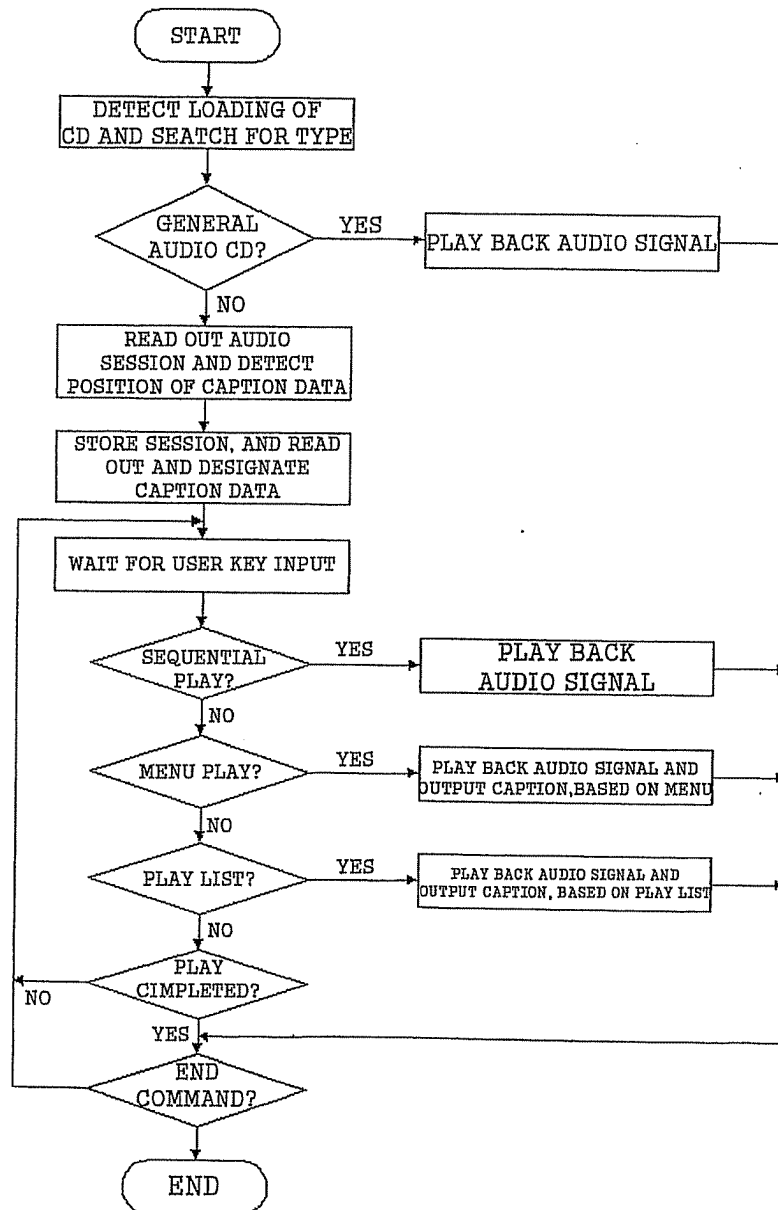 START
DETECT LOADING OF
CD AND SEATCH FOR TYPE
GENERAL
AUDIO CD?
YES
PLAY BACK AUDIO SIGNAL
NO
READ OUT AUDIO
SESSION AND DETECT
POSITION OF CAPTION DATA
STORE SESSION, AND READ
OUT AND DESIGNATE
CAPTION DATA
WAIT FOR USER KEY INPUT
SEQUENTIAL
PLAY?
YES
PLAY BACK
AUDIO SIGNAL
NO
MENU PLAY?
YES
PLAY BACK AUDIO SIGNAL AND
OUTPUT CAPTION,BASED ON MENU
NO
PLAY LIST?
YES
PLAY BACK AUDIO SIGNAL AND
OUTPUT CAPTION, BASED ON PLAY LIST
NO
PLAY
CIMPLETED?
NO
YES
END
COMMAND?
END